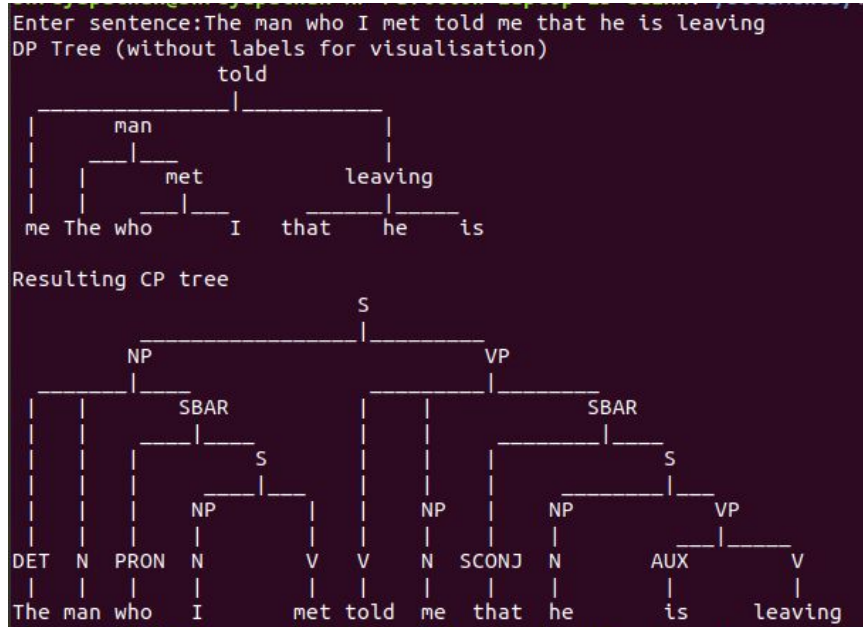 Enter sentence:The man who I met told me that he is leaving
DP Tree (without labels for visualisation)
told
man
met leaving
me The who I that he is
Resulting CP tree
S
NP VP
SBAR SBAR
S S
NP NP NP VP
DET N PRON N V V N SCONJ N AUX V
The man who I met told me that he is leaving